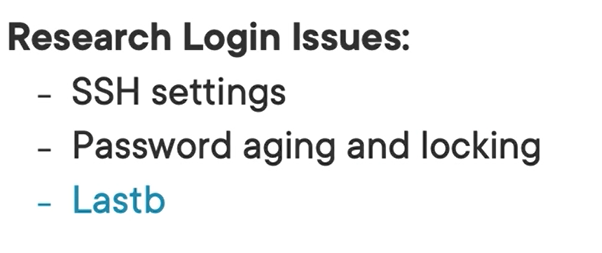 Research Login Issues:
- SSH settings
- Password aging and locking
- Lastb